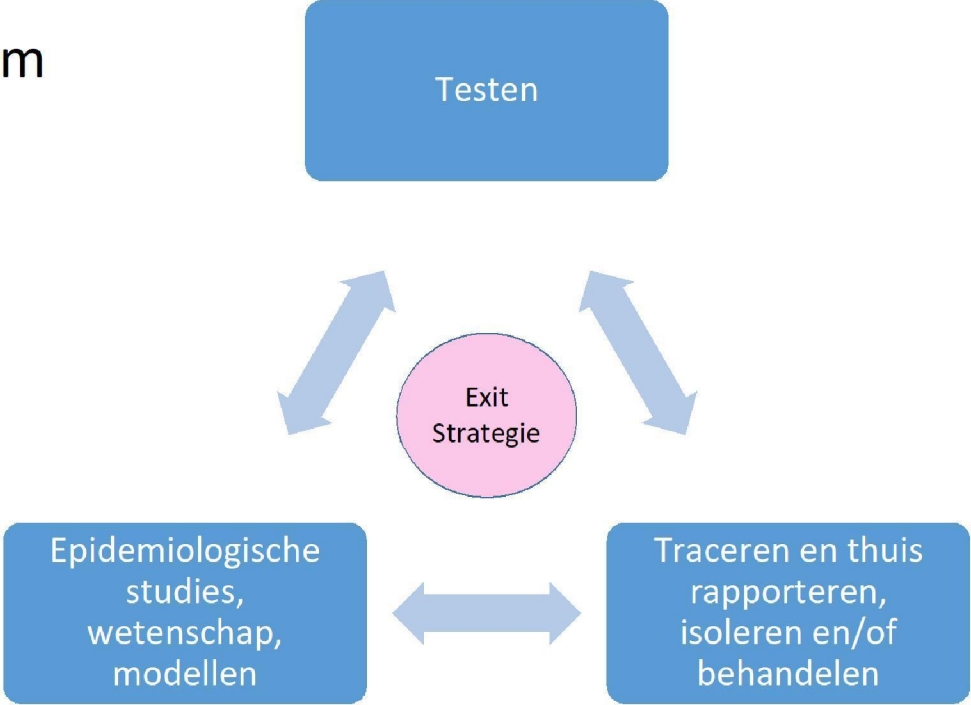 m
Testen
Exit
Strategie
Epidemiologische
studies,
wetenschap,
modellen
Traceren en thuis
rapporteren,
isoleren en/of
behandelen